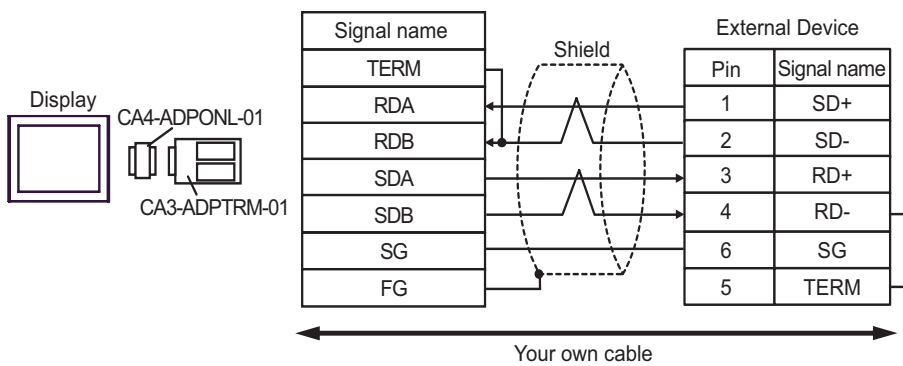 Display
CA4-ADPONL-01
CA3-ADPTRM-01
Signal name
TERM
RDA
RDB
SDA
SDB
SG
FG
Shield
External Device
Pin Signal name
1 SD+
2 SD-
3 RD+
4 RD-
6 SG
5 TERM
Your own cable